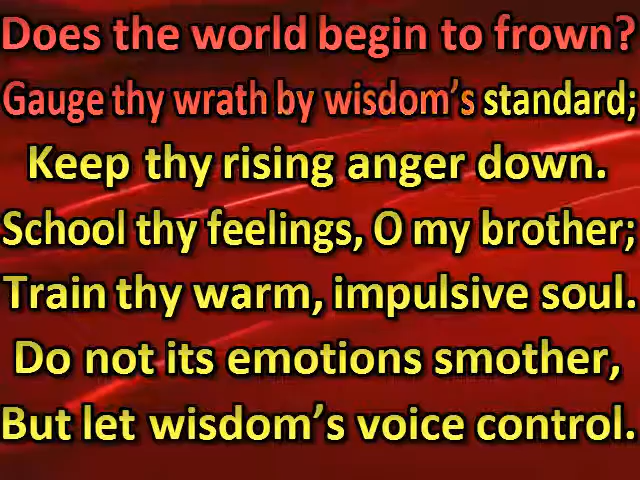 Does the world begin to frown?
Gauge thy wrath by wisdom’s standard;
Keep thy rising anger down.
School thy feelings, O my brother;
Train thy warm, impulsive soul.
Do not its emotions smother,
But let wisdom’s voice control.